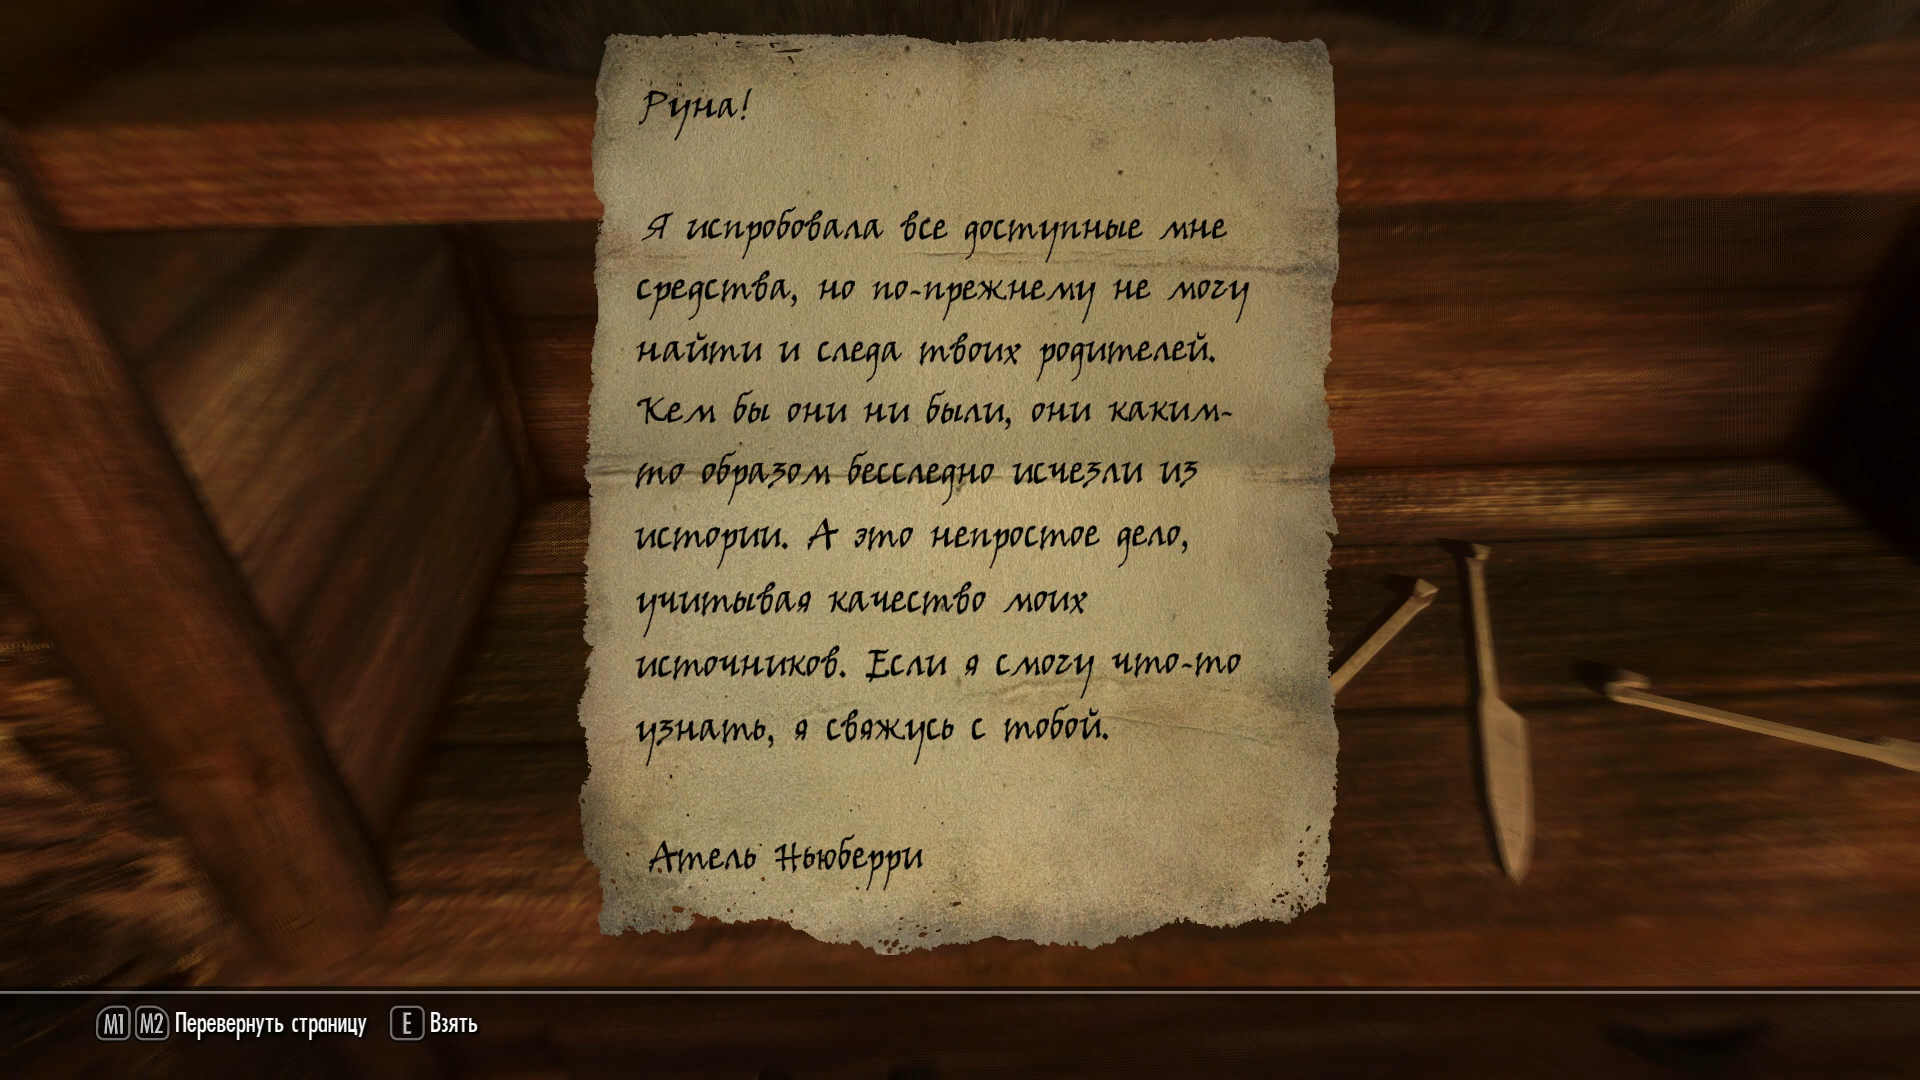 Руна!
Я испробовала все доступные мне
средства, но по-прежнему не могу
найти и следа твоих родителей.
Кем бы они ни были, они каким-
то образом бесследно исчезли из
истории. А это непростое дело,
учитывая качество моих
источников. Если я смогу что-то
узнать, я свяжусь с тобой.
Атель Ньюберри
M1 M2 Перевернуть страницу E Взять